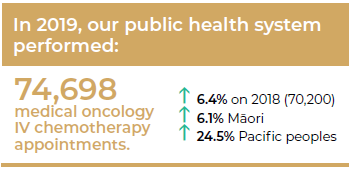 In 2019, our public health system
performed:
74,698
medical oncology
IV chemotherapy
appointments.
6.4% on 2018 (70,200)
6.1% Māori
24.5% Pacific peoples